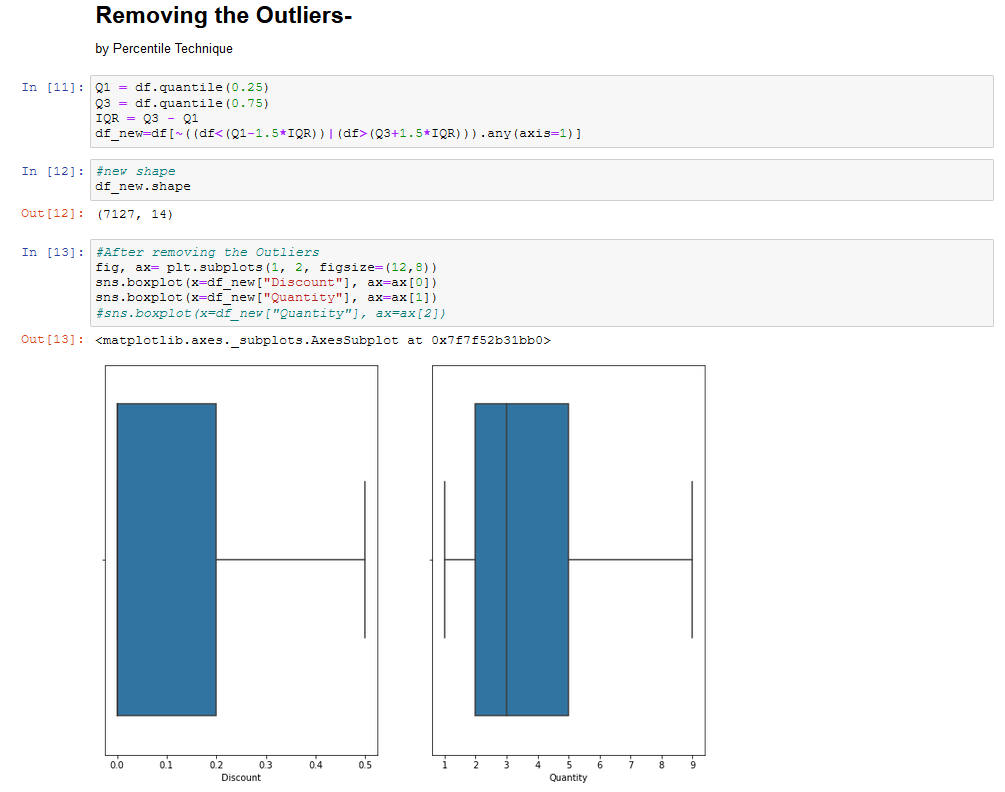 Removing the Outliers-
by Percentile Technique
In [11]: Q1 = df.quantile(0.25)
Q3 = df.quantile(0.75)
IQR = Q3 - Q1
df_new=df[~((df<(Q1-1.5*IQR))|(df>(Q3+1.5*IQR))).any(axis=1)]
In [12]: #new shape
df_new.shape
Out[12]: (7127, 14)
In [13]: #After removing the Outliers
fig, ax= plt.subplots(1, 2, figsize=(12,8))
sns.boxplot(x=df_new["Discount"], ax=ax[0])
sns.boxplot(x=df_new["Quantity"], ax=ax[1])
#sns.boxplot(x=df_new["Quantity"], ax=ax[2])
Out[13]: <matplotlib.axes._subplots.AxesSubplot at 0x7f7f52b31bb0>
0.0 0.1 0.2 0.3 0.4 0.5
Discount
1 2 3 4 5 6 7 8 9
Quantity